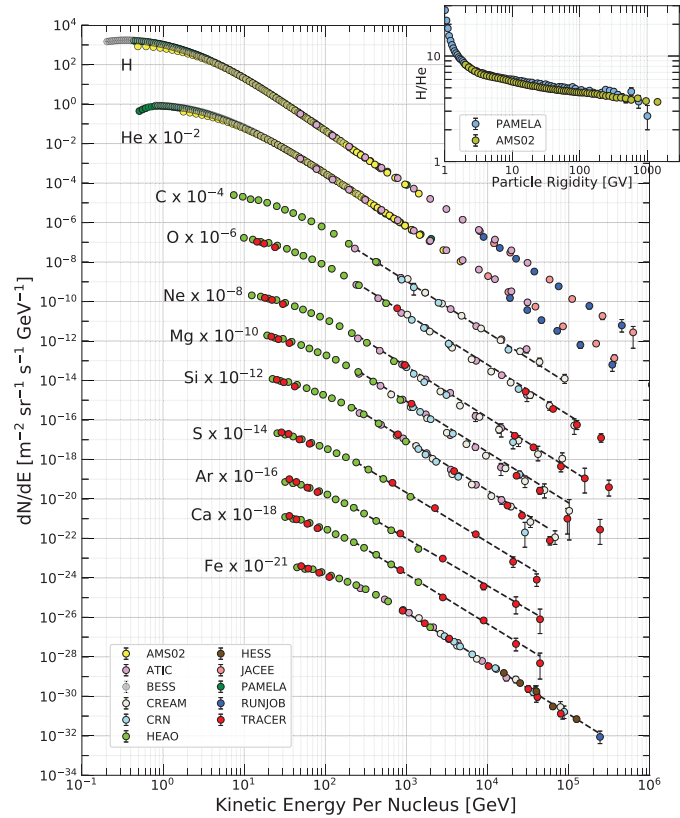 10^4
10^2
10^0
10^-2
10^-4
10^-6
10^-8
10^-10
10^-12
10^-14
10^-16
10^-18
10^-20
10^-22
10^-24
10^-26
10^-28
10^-30
10^-32
10^-34
dN/dE [m^-2 sr^-1 s^-1 GeV^-1]
H
He x 10^-2
C x 10^-4
O x 10^-6
Ne x 10^-8
Mg x 10^-10
Si x 10^-12
S x 10^-14
Ar x 10^-16
Ca x 10^-18
Fe x 10^-21
H/He
10
1
PAMELA
AMS02
1 10 100 1000
Particle Rigidity [GV]
AMS02
ATIC
BESS
CREAM
CRN
HEAO
HESS
JACEE
PAMELA
RUNJOB
TRACER
10^-1 10^0 10^1 10^2 10^3 10^4 10^5 10^6
Kinetic Energy Per Nucleus [GeV]